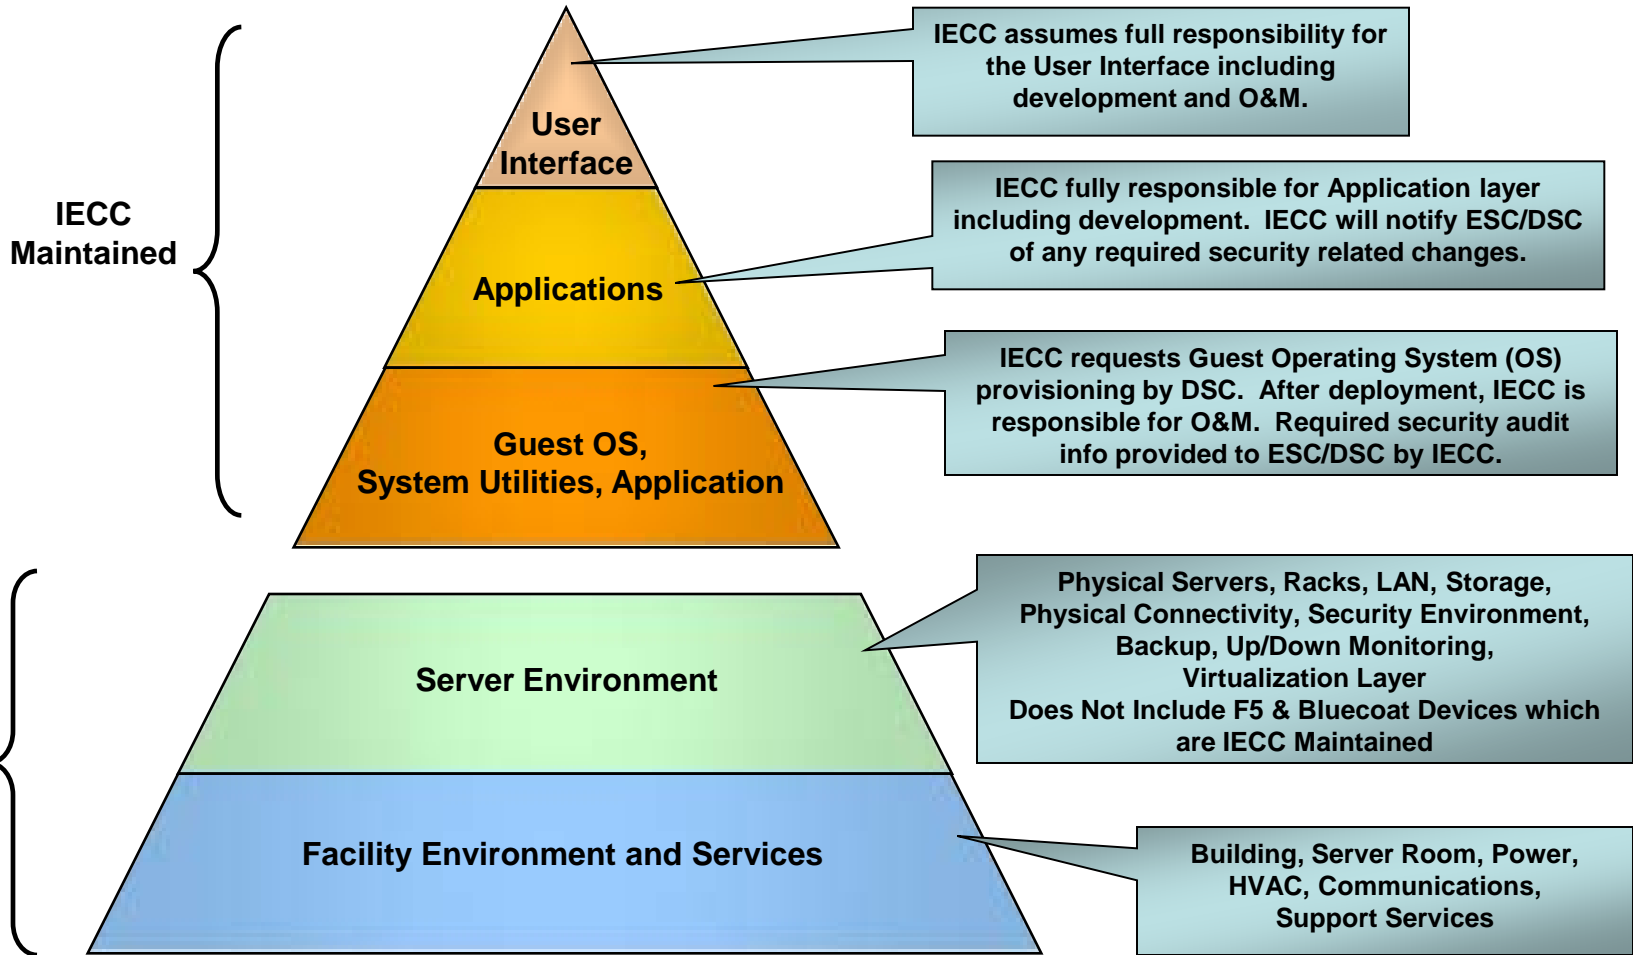 IECC assumes full responsibility for
the User Interface including
development and O&M.
User
Interface
IECC
Maintained
IECC fully responsible for Application layer
including development.  IECC will notify ESC/DSC
of any required security related changes.
Applications
IECC requests Guest Operating System (OS)
provisioning by DSC.  After deployment, IECC is
responsible for O&M.  Required security audit
info provided to ESC/DSC by IECC.
Guest OS,
System Utilities, Application
Physical Servers, Racks, LAN, Storage,
Physical Connectivity, Security Environment,
Backup, Up/Down Monitoring,
Virtualization Layer
Does Not Include F5 & Bluecoat Devices which
are IECC Maintained
Server Environment
Facility Environment and Services
Building, Server Room, Power,
HVAC, Communications,
Support Services